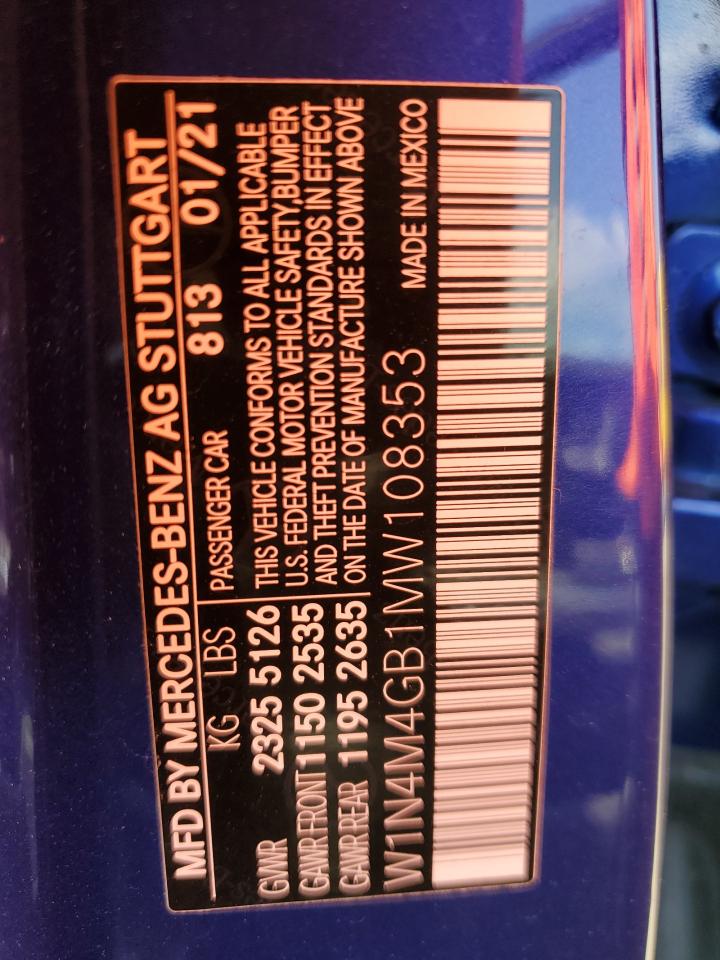 MFD BY MERCEDES-BENZ AG STUTTGART
KG LBS
GVWR 2325 5126
GAWR FRONT 1150 2535
GAWR REAR 1195 2635
813 01/21
PASSENGER CAR
THIS VEHICLE CONFORMS TO ALL APPLICABLE
U.S. FEDERAL MOTOR VEHICLE SAFETY,BUMPER
AND THEFT PREVENTION STANDARDS IN EFFECT
ON THE DATE OF MANUFACTURE SHOWN ABOVE
W1N4M4GB1MW108353
MADE IN MEXICO